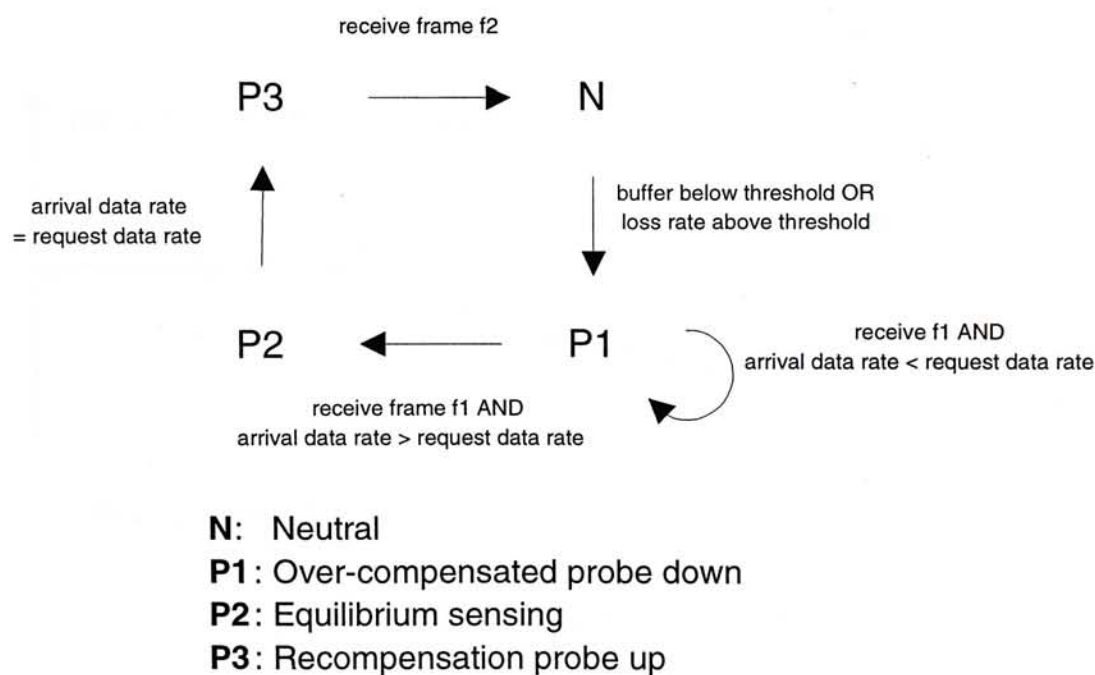 receive frame f2
P3
N
arrival data rate
= request data rate
buffer below threshold OR
loss rate above threshold
P2
P1
receive f1 AND
arrival data rate < request data rate
receive frame f1 AND
arrival data rate > request data rate
N: Neutral
P1: Over-compensated probe down
P2: Equilibrium sensing
P3: Recompensation probe up